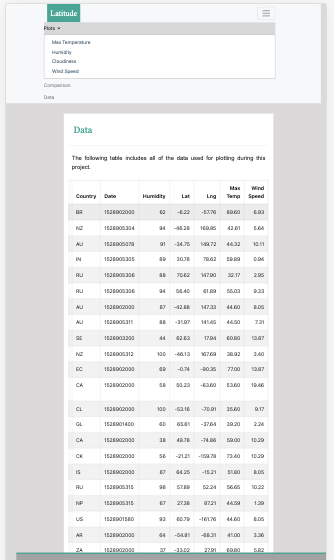 Latitude
Plots
Max Temperature
Humidity
Cloudiness
Wind Speed
Comparison
Data
Data
The following table includes all of the data used for plotting during this
project.
Max Wind
Country Date Humidity Lat Lng Temp Speed
BR 1528902000 62 -6.22 -57.76 89.60 6.93
NZ 1528905304 94 -46.28 169.85 42.61 5.64
AU 1528905078 91 -34.75 149.72 44.32 10.11
IN 1528905305 89 30.78 78.62 59.89 0.94
RU 1528905306 88 70.62 147.90 32.17 2.95
RU 1528905306 94 56.40 61.89 55.03 9.33
AU 1528902000 87 -42.88 147.33 44.60 8.05
AU 1528905311 88 -31.97 141.45 44.50 7.31
SE 1528903200 44 62.63 17.94 60.80 13.87
NZ 1528905312 100 -46.13 167.69 38.92 3.40
EC 1528902000 69 -0.74 -90.35 77.00 13.87
CA 1528902000 58 50.23 -63.60 53.60 19.46
CL 1528902000 100 -53.16 -70.91 35.60 9.17
GL 1528901400 60 65.61 -37.64 39.20 2.24
CA 1528902000 38 49.78 -74.86 59.00 10.29
CK 1528902000 56 -21.21 -159.78 73.40 10.29
IS 1528902000 87 64.25 -15.21 51.80 8.05
RU 1528905315 98 57.89 52.24 56.65 10.22
NP 1528905315 67 27.38 87.21 44.59 1.39
US 1528901580 93 60.79 -161.76 44.60 8.05
AR 1528902000 64 -54.81 -68.31 41.00 3.36
ZA 1528902000 37 -33.02 27.91 69.80 5.82